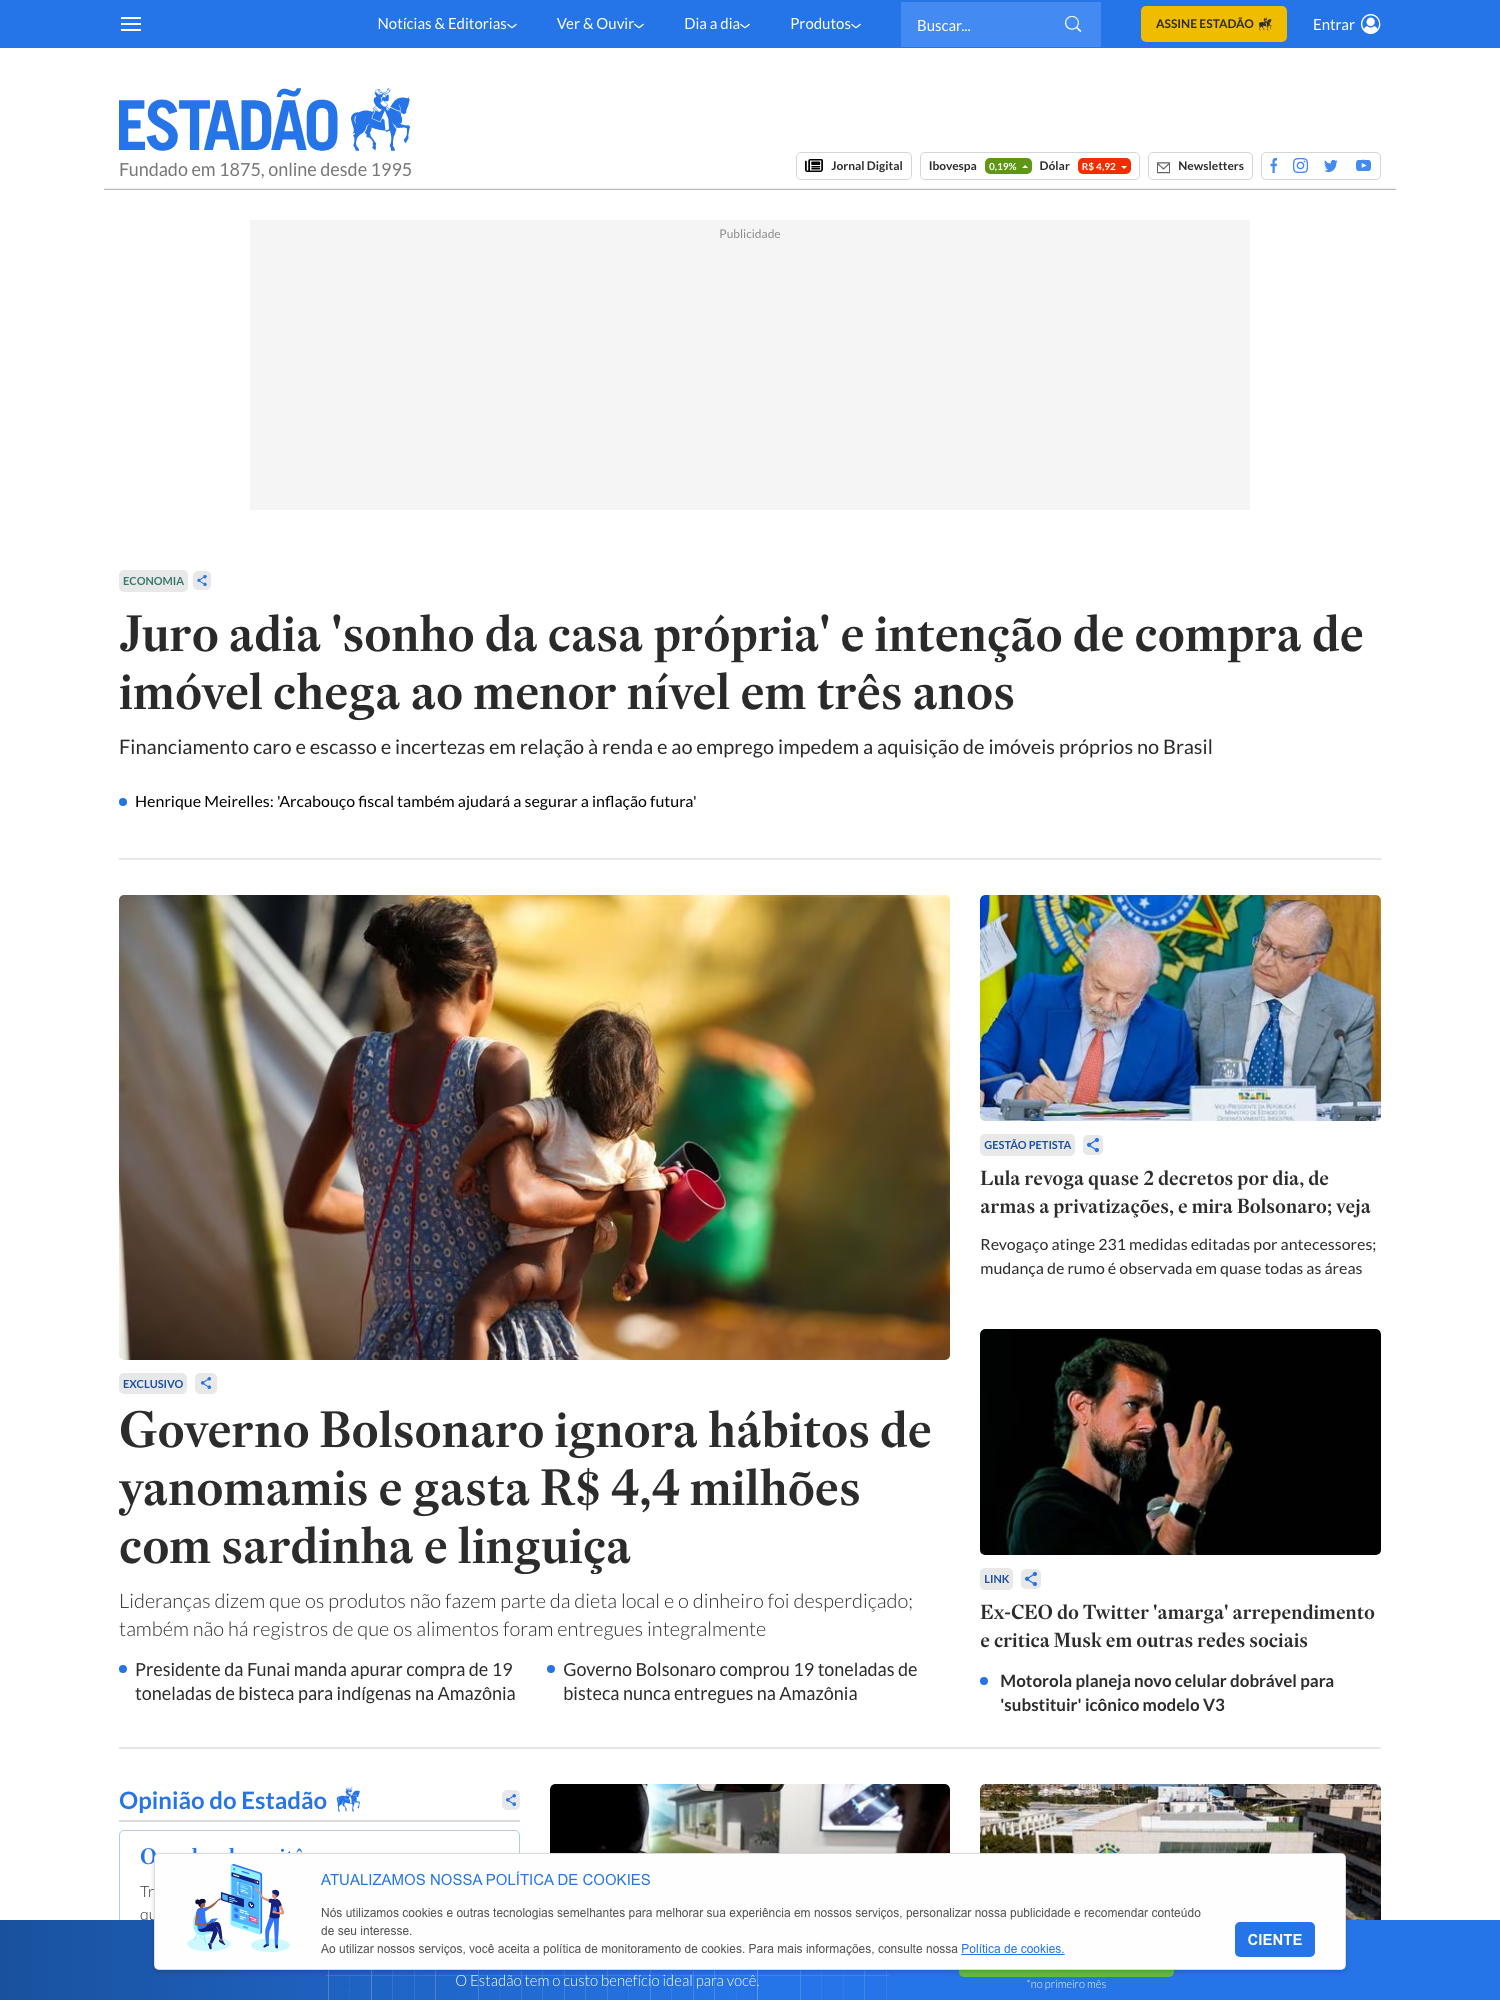 Notícias & Editorias
Ver & Ouvir
Dia a dia
Produtos
Buscar...
ASSINE ESTADÃO
Entrar
ESTADÃO
Fundado em 1875, online desde 1995
Jornal Digital
Ibovespa 0,19% Dólar R$ 4,92
Newsletters
Publicidade
ECONOMIA
Juro adia 'sonho da casa própria' e intenção de compra de
imóvel chega ao menor nível em três anos
Financiamento caro e escasso e incertezas em relação à renda e ao emprego impedem a aquisição de imóveis próprios no Brasil
Henrique Meirelles: 'Arcabouço fiscal também ajudará a segurar a inflação futura'
EXCLUSIVO
Governo Bolsonaro ignora hábitos de
yanomamis e gasta R$ 4,4 milhões
com sardinha e linguiça
Lideranças dizem que os produtos não fazem parte da dieta local e o dinheiro foi desperdiçado;
também não há registros de que os alimentos foram entregues integralmente
Presidente da Funai manda apurar compra de 19
toneladas de bisteca para indígenas na Amazônia
Governo Bolsonaro comprou 19 toneladas de
bisteca nunca entregues na Amazônia
BRASIL
VICE-PRESIDENTE DA REPÚBLICA E
MINISTRO DE ESTADO DO
DESENVOLVIMENTO, INDÚSTRIA,
GESTÃO PETISTA
Lula revoga quase 2 decretos por dia, de
armas a privatizações, e mira Bolsonaro; veja
Revogaço atinge 231 medidas editadas por antecessores;
mudança de rumo é observada em quase todas as áreas
LINK
Ex-CEO do Twitter 'amarga' arrependimento
e critica Musk em outras redes sociais
Motorola planeja novo celular dobrável para
'substituir' icônico modelo V3
Opinião do Estadão
ATUALIZAMOS NOSSA POLÍTICA DE COOKIES
Nós utilizamos cookies e outras tecnologias semelhantes para melhorar sua experiência em nossos serviços, personalizar nossa publicidade e recomendar conteúdo
de seu interesse.
Ao utilizar nossos serviços, você aceita a política de monitoramento de cookies. Para mais informações, consulte nossa Política de cookies.
CIENTE
O Estadão tem o custo benefício ideal para você.
*no primeiro mês